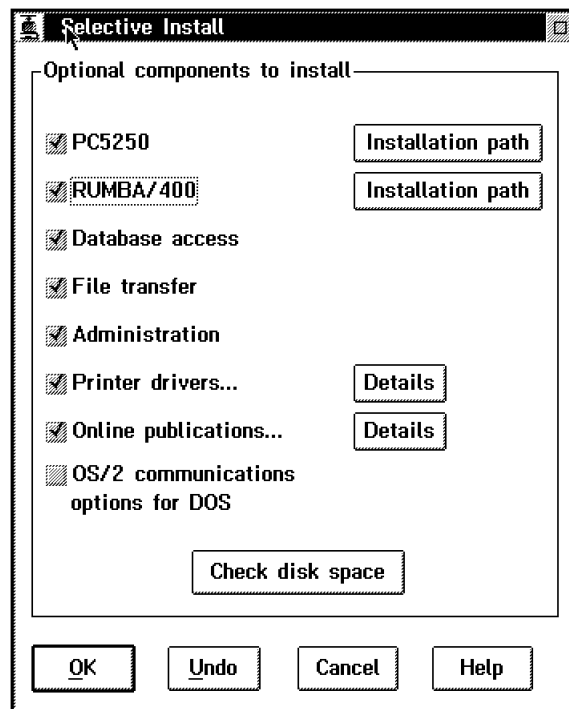 Selective Install
Optional components to install
PC5250
Installation path
RUMBA/400
Installation path
Database access
File transfer
Administration
Printer drivers...
Details
Online publications...
Details
OS/2 communications
options for DOS
Check disk space
OK
Undo
Cancel
Help